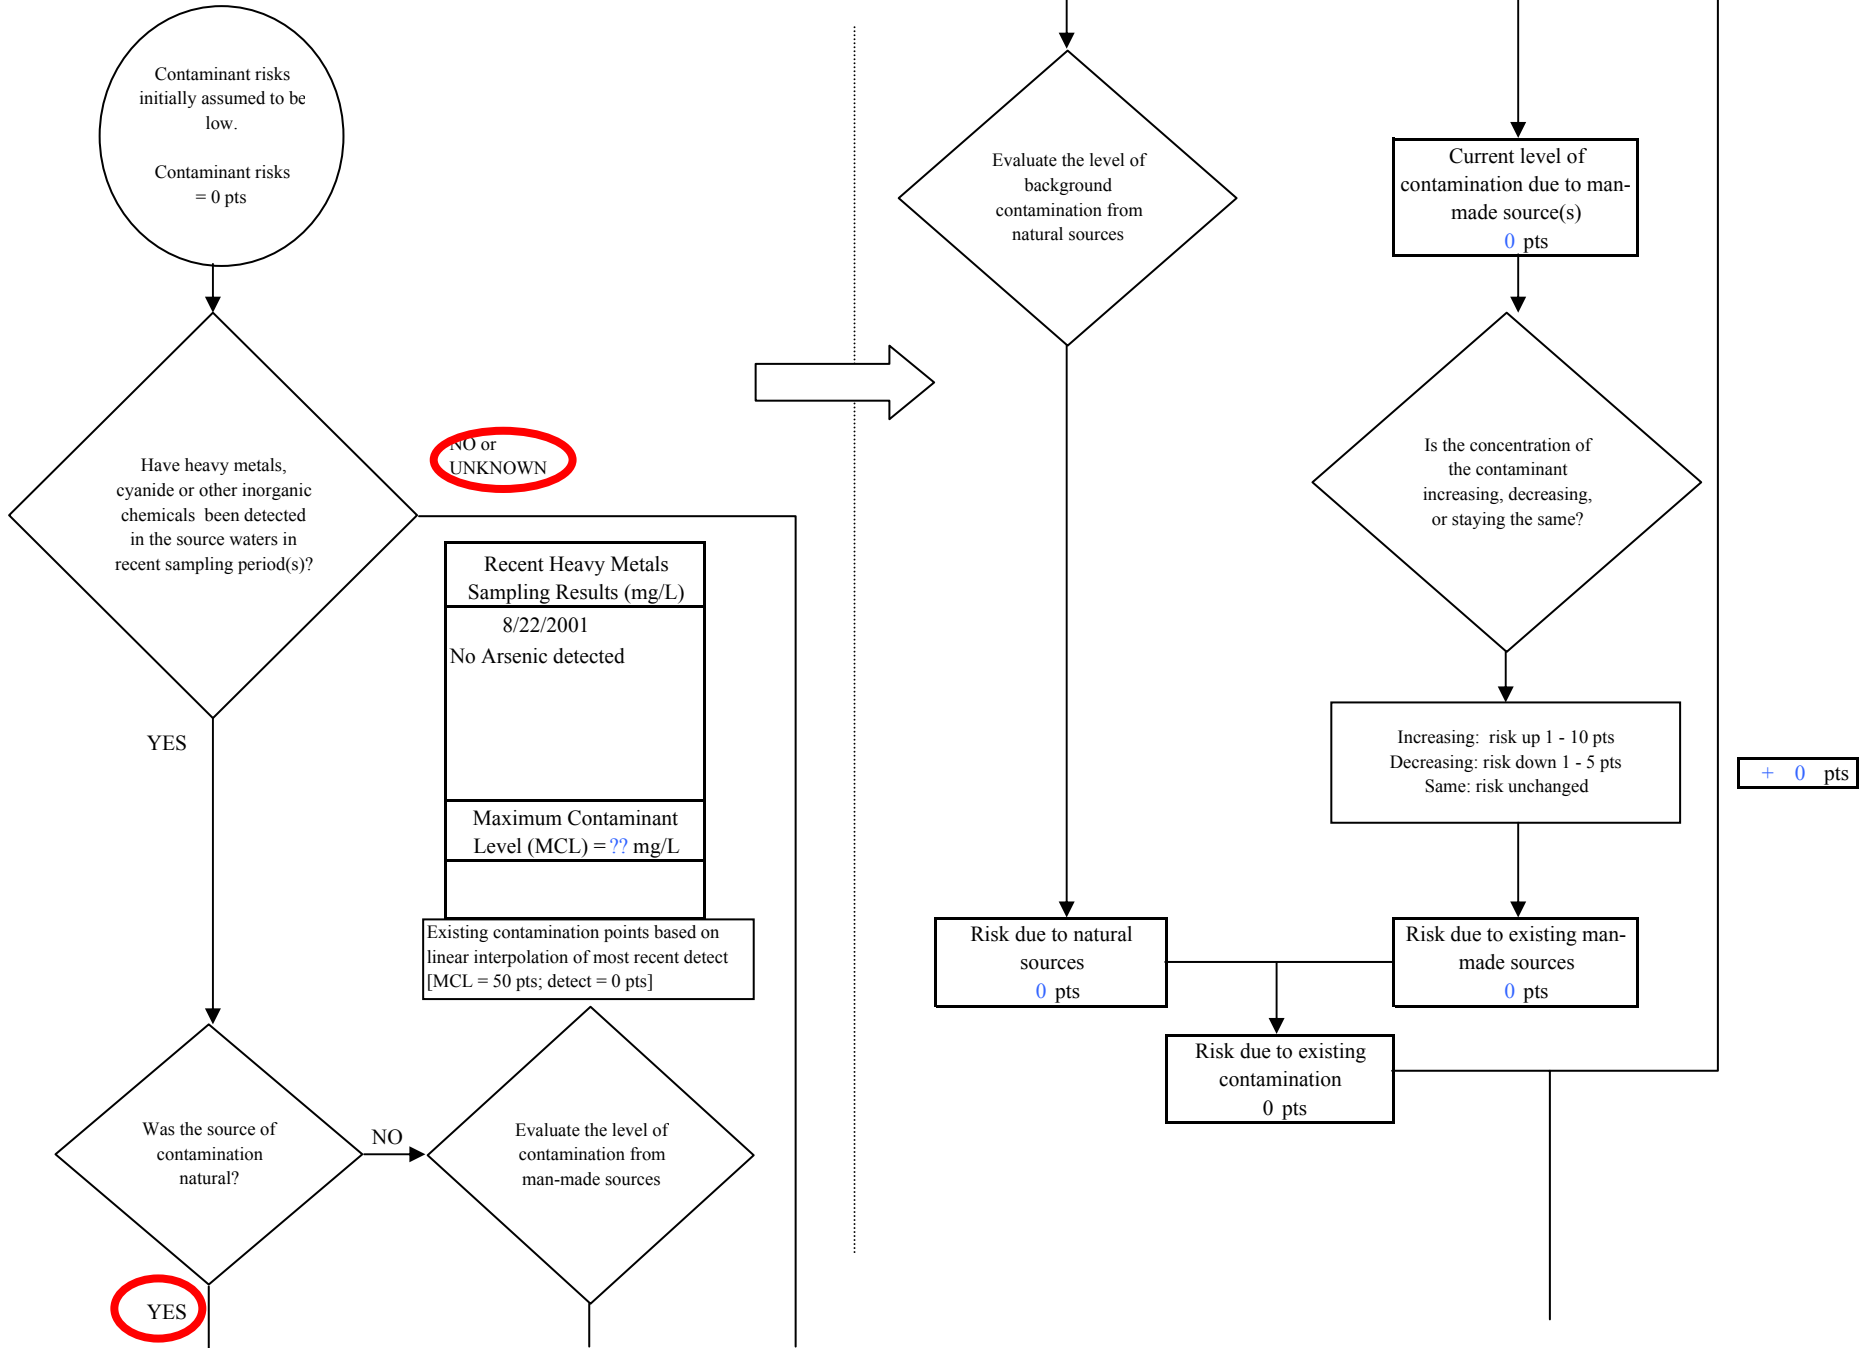 Contaminant risks
initially assumed to be
low.
Contaminant risks
= 0 pts
Have heavy metals,
cyanide or other inorganic
chemicals been detected
in the source waters in
recent sampling period(s)?
NO or
UNKNOWN
YES
Recent Heavy Metals
Sampling Results (mg/L)
8/22/2001
No Arsenic detected
Maximum Contaminant
Level (MCL) = ?? mg/L
Existing contamination points based on
linear interpolation of most recent detect
[MCL = 50 pts; detect = 0 pts]
Was the source of
contamination
natural?
NO
Evaluate the level of
contamination from
man-made sources
YES
Evaluate the level of
background
contamination from
natural sources
Current level of
contamination due to man-
made source(s)
0 pts
Is the concentration of
the contaminant
increasing, decreasing,
or staying the same?
Increasing: risk up 1 - 10 pts
Decreasing: risk down 1 - 5 pts
Same: risk unchanged
+ 0 pts
Risk due to natural
sources
0 pts
Risk due to existing man-
made sources
0 pts
Risk due to existing
contamination
0 pts